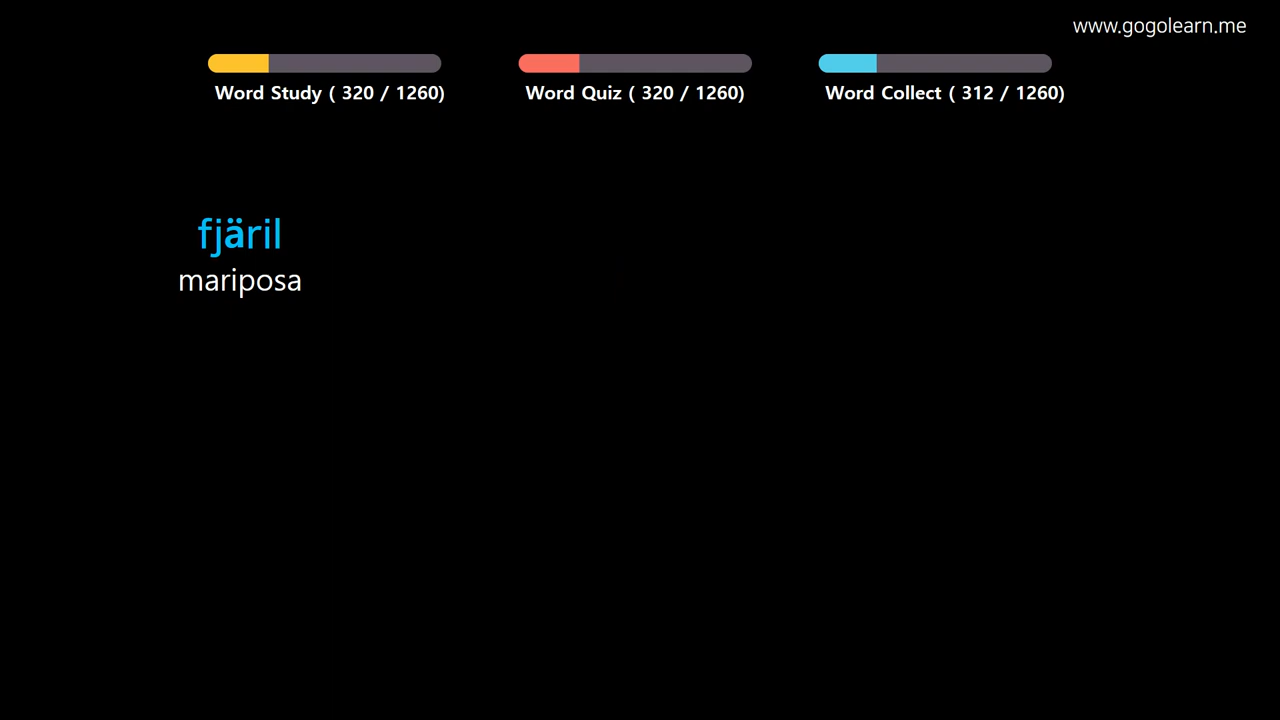 www.gogolearn.me
Word Study ( 320 / 1260)
Word Quiz ( 320 / 1260)
Word Collect ( 312 / 1260)
fjäril
mariposa